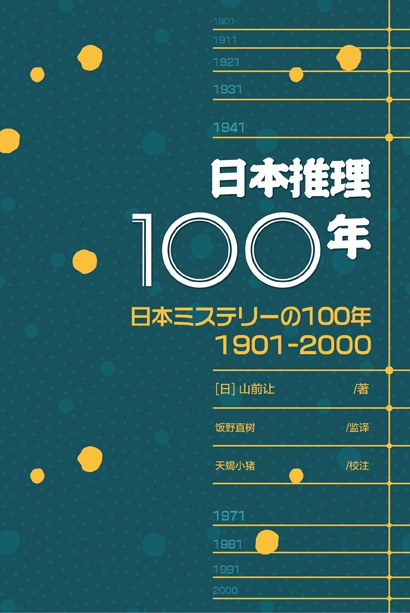 1901
1911
1921
1931
1941
日本推理
100年
日本ミステリーの100年
1901-2000
[日] 山前让 /著
饭野直树 /监译
天蝎小猪 /校注
1971
1981
1991
2000